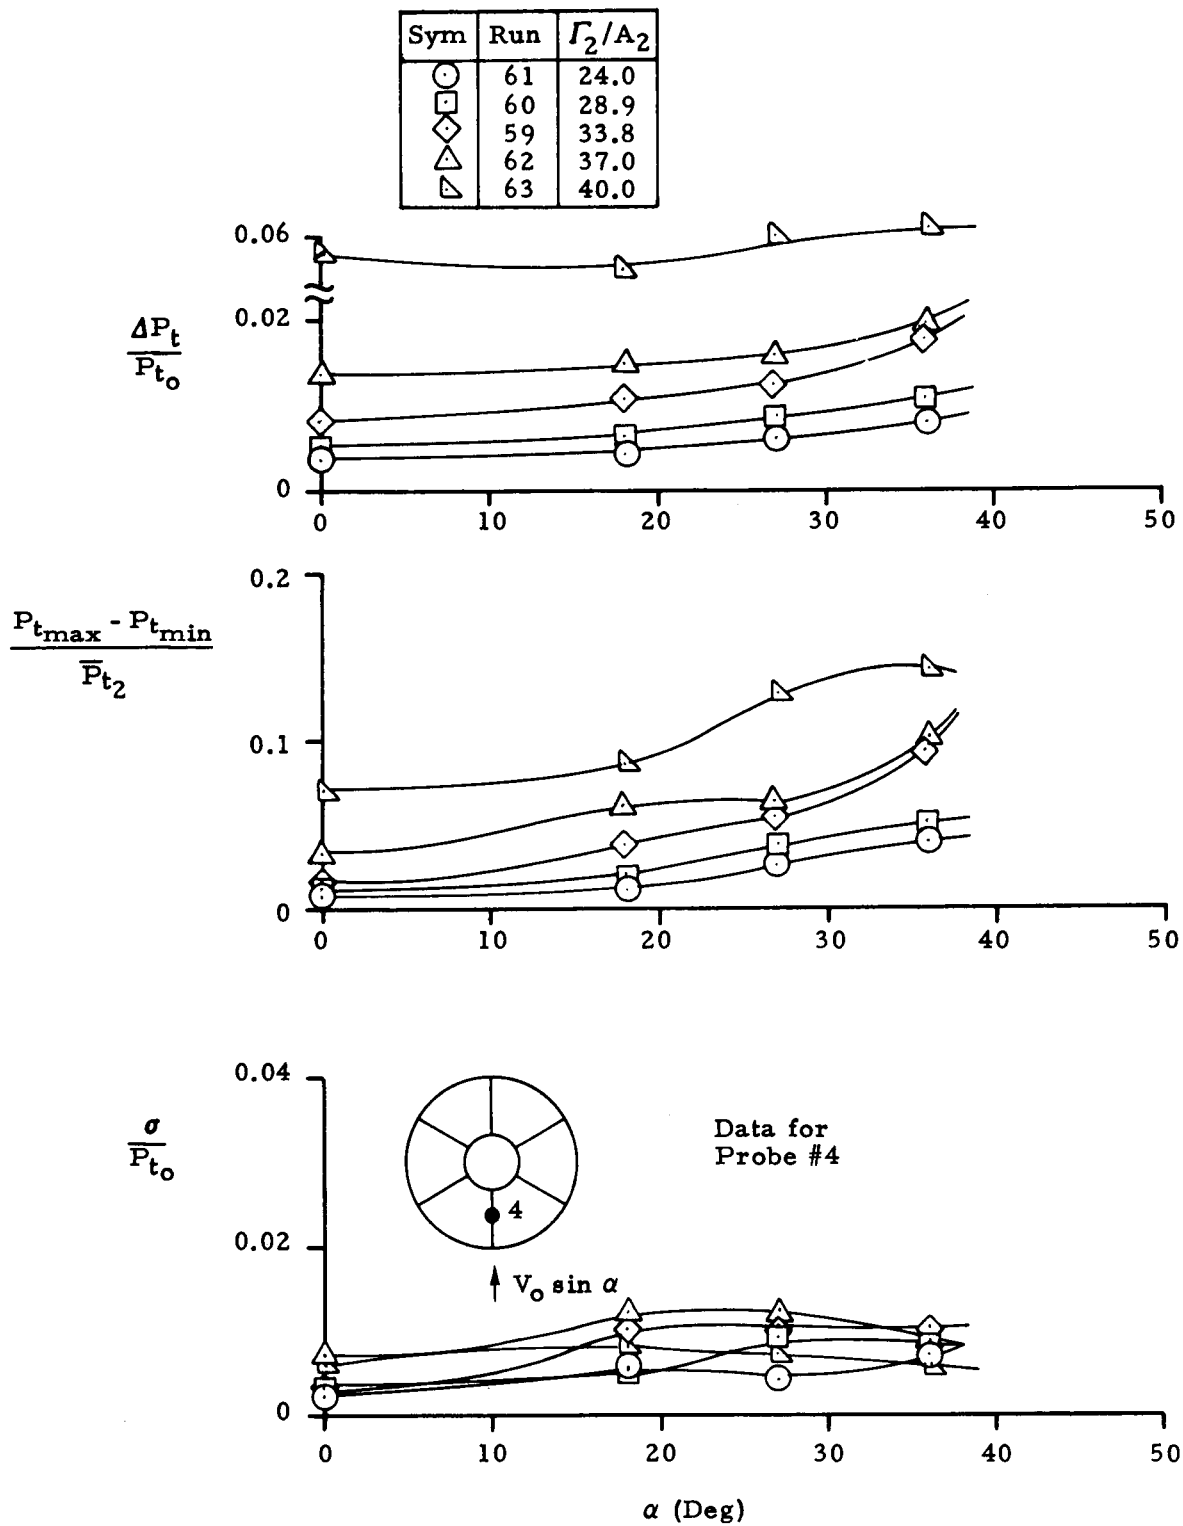 Sym Run Γ₂/A₂
61 24.0
60 28.9
59 33.8
62 37.0
63 40.0
0.06
0.02
ΔPₜ
Pₜₒ
0
0 10 20 30 40 50
0.2
Pₜmax - Pₜmin
P̅ₜ₂
0.1
0
0 10 20 30 40 50
0.04
σ
Pₜₒ
Data for
Probe #4
4
0.02
Vₒ sin α
0
0 10 20 30 40 50
α (Deg)